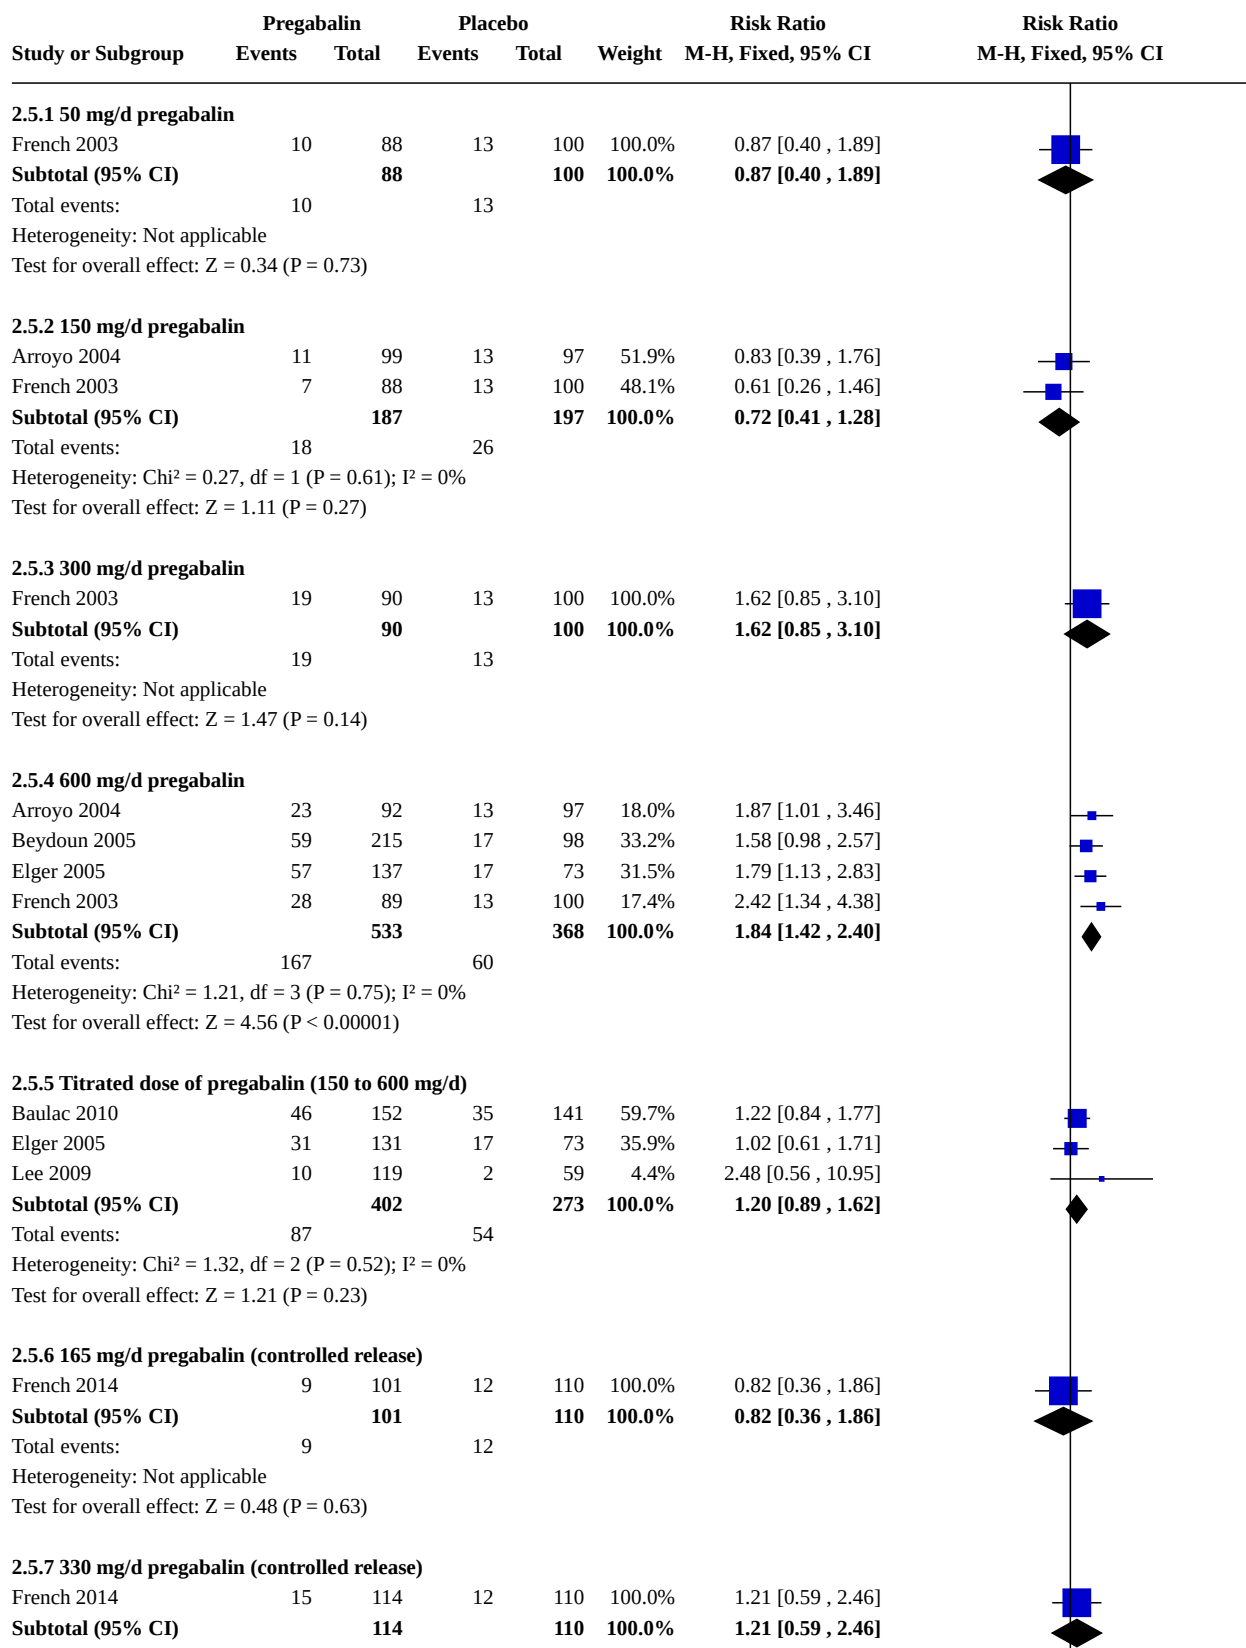 Pregabalin Placebo Risk Ratio Risk Ratio
Study or Subgroup Events Total Events Total Weight M-H, Fixed, 95% CI M-H, Fixed, 95% CI
2.5.1 50 mg/d pregabalin
French 2003 10 88 13 100 100.0% 0.87 [0.40 , 1.89]
Subtotal (95% CI) 88 100 100.0% 0.87 [0.40 , 1.89]
Total events: 10 13
Heterogeneity: Not applicable
Test for overall effect: Z = 0.34 (P = 0.73)
2.5.2 150 mg/d pregabalin
Arroyo 2004 11 99 13 97 51.9% 0.83 [0.39 , 1.76]
French 2003 7 88 13 100 48.1% 0.61 [0.26 , 1.46]
Subtotal (95% CI) 187 197 100.0% 0.72 [0.41 , 1.28]
Total events: 18 26
Heterogeneity: Chi² = 0.27, df = 1 (P = 0.61); I² = 0%
Test for overall effect: Z = 1.11 (P = 0.27)
2.5.3 300 mg/d pregabalin
French 2003 19 90 13 100 100.0% 1.62 [0.85 , 3.10]
Subtotal (95% CI) 90 100 100.0% 1.62 [0.85 , 3.10]
Total events: 19 13
Heterogeneity: Not applicable
Test for overall effect: Z = 1.47 (P = 0.14)
2.5.4 600 mg/d pregabalin
Arroyo 2004 23 92 13 97 18.0% 1.87 [1.01 , 3.46]
Beydoun 2005 59 215 17 98 33.2% 1.58 [0.98 , 2.57]
Elger 2005 57 137 17 73 31.5% 1.79 [1.13 , 2.83]
French 2003 28 89 13 100 17.4% 2.42 [1.34 , 4.38]
Subtotal (95% CI) 533 368 100.0% 1.84 [1.42 , 2.40]
Total events: 167 60
Heterogeneity: Chi² = 1.21, df = 3 (P = 0.75); I² = 0%
Test for overall effect: Z = 4.56 (P < 0.00001)
2.5.5 Titrated dose of pregabalin (150 to 600 mg/d)
Baulac 2010 46 152 35 141 59.7% 1.22 [0.84 , 1.77]
Elger 2005 31 131 17 73 35.9% 1.02 [0.61 , 1.71]
Lee 2009 10 119 2 59 4.4% 2.48 [0.56 , 10.95]
Subtotal (95% CI) 402 273 100.0% 1.20 [0.89 , 1.62]
Total events: 87 54
Heterogeneity: Chi² = 1.32, df = 2 (P = 0.52); I² = 0%
Test for overall effect: Z = 1.21 (P = 0.23)
2.5.6 165 mg/d pregabalin (controlled release)
French 2014 9 101 12 110 100.0% 0.82 [0.36 , 1.86]
Subtotal (95% CI) 101 110 100.0% 0.82 [0.36 , 1.86]
Total events: 9 12
Heterogeneity: Not applicable
Test for overall effect: Z = 0.48 (P = 0.63)
2.5.7 330 mg/d pregabalin (controlled release)
French 2014 15 114 12 110 100.0% 1.21 [0.59 , 2.46]
Subtotal (95% CI) 114 110 100.0% 1.21 [0.59 , 2.46]